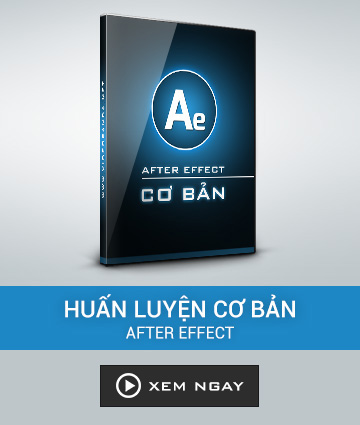 Ae
AFTER EFFECT
CƠ BẢN
HUẤN LUYỆN CƠ BẢN
AFTER EFFECT
XEM NGAY